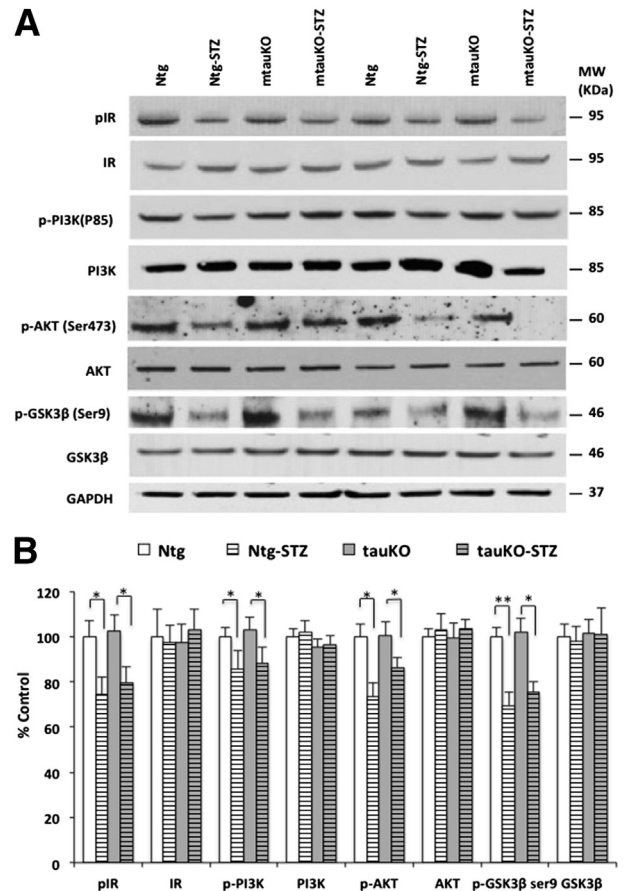 A
Ntg Ntg-STZ mtauKO mtauKO-STZ Ntg Ntg-STZ mtauKO mtauKO-STZ
MW
(KDa)
pIR — 95
IR — 95
p-PI3K(P85) — 85
PI3K — 85
p-AKT (Ser473) — 60
AKT — 60
p-GSK3β (Ser9) — 46
GSK3β — 46
GAPDH — 37
B
Ntg Ntg-STZ tauKO tauKO-STZ
120
100
80
60
40
20
0
% Control
* * * * * * ** *
pIR IR p-PI3K PI3K p-AKT AKT p-GSK3β ser9 GSK3β